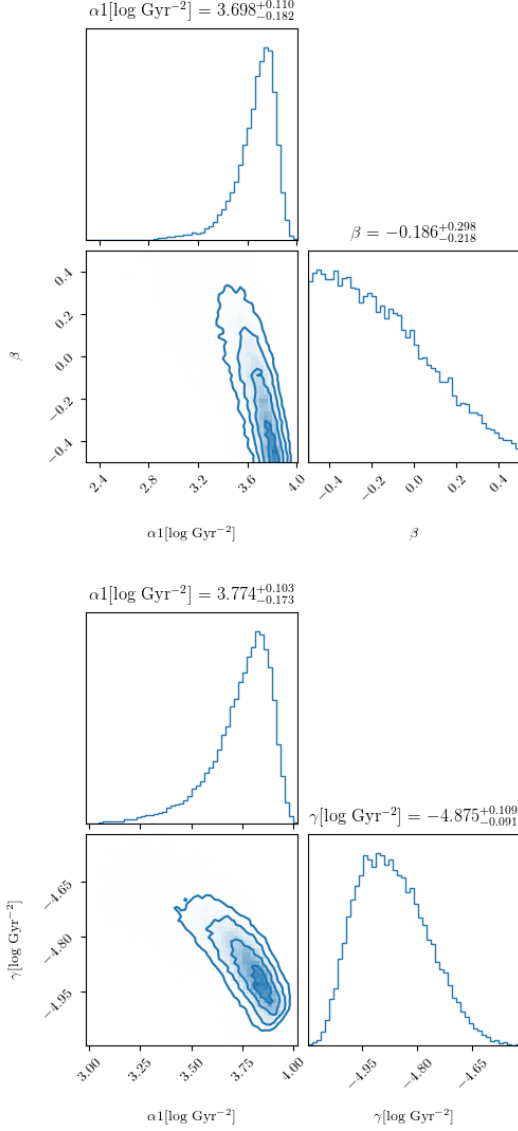 α1[log Gyr⁻²] = 3.698^{+0.110}_{−0.182}
β = −0.186^{+0.298}_{−0.218}
0.4
0.2
0.0
−0.2
−0.4
β
2.4 2.8 3.2 3.6 4.0
−0.4 −0.2 0.0 0.2 0.4
α1[log Gyr⁻²] β
α1[log Gyr⁻²] = 3.774^{+0.103}_{−0.173}
γ[log Gyr⁻²] = −4.875^{+0.109}_{−0.091}
−4.65
−4.80
−4.95
γ[log Gyr⁻²]
3.00 3.25 3.50 3.75 4.00
−4.95 −4.80 −4.65
α1[log Gyr⁻²] γ[log Gyr⁻²]